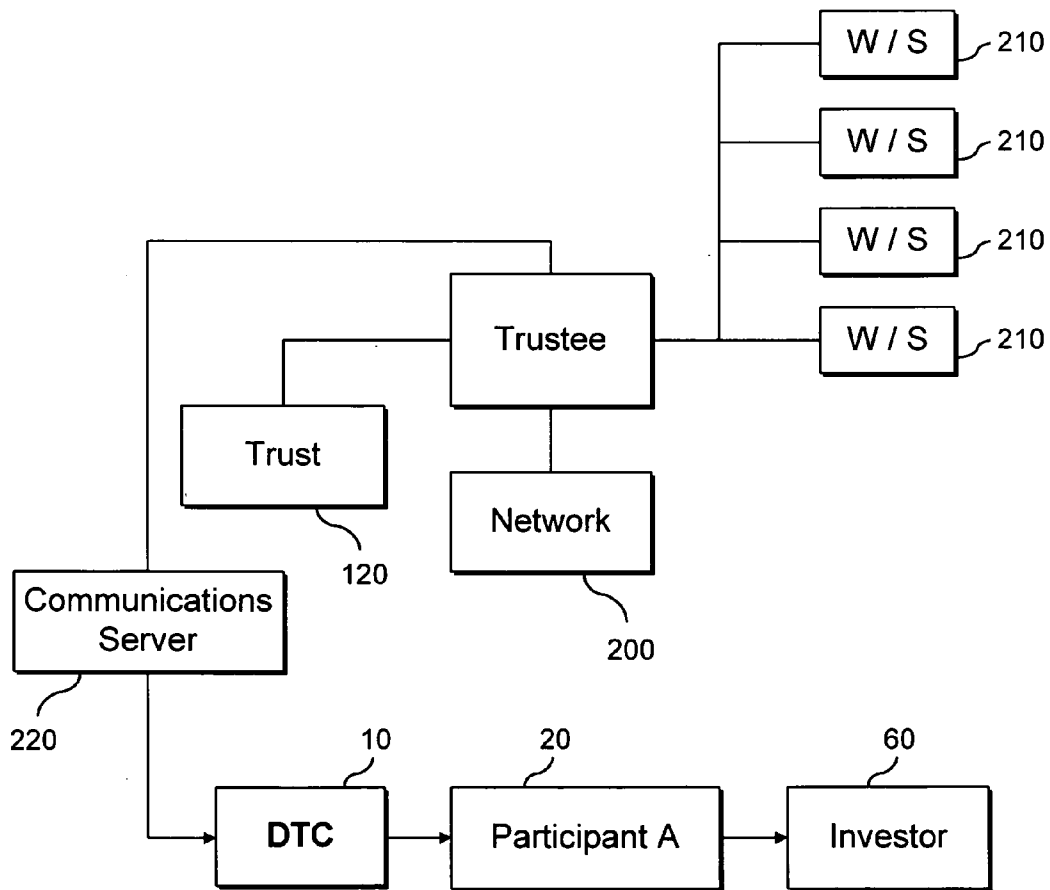 W / S
210
W / S
210
W / S
210
Trustee
W / S
210
Trust
Network
120
Communications
Server
200
220
10
20
60
DTC
Participant A
Investor